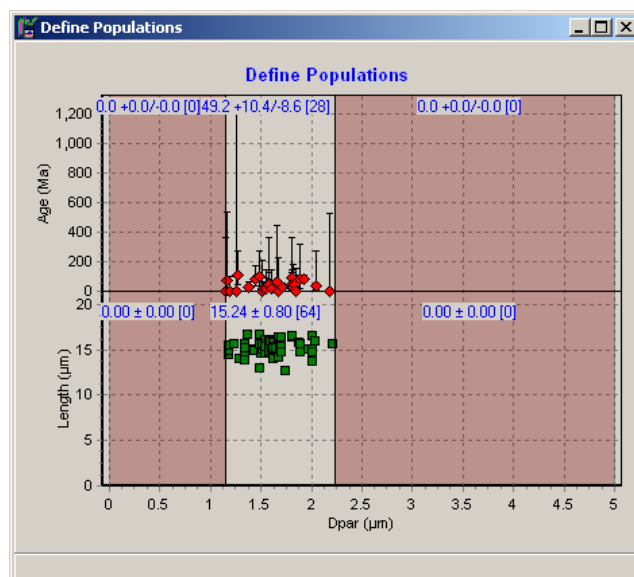 Define Populations
Define Populations
0.0 +0.0/-0.0 [0] 49.2 +10.4/-8.6 [28] 0.0 +0.0/-0.0 [0]
1,200
1,000
800
600
400
200
0
Age (Ma)
0.00 ± 0.00 [0] 15.24 ± 0.80 [64] 0.00 ± 0.00 [0]
20
15
10
5
0
Length (µm)
0 0.5 1 1.5 2 2.5 3 3.5 4 4.5 5
Dpar (µm)